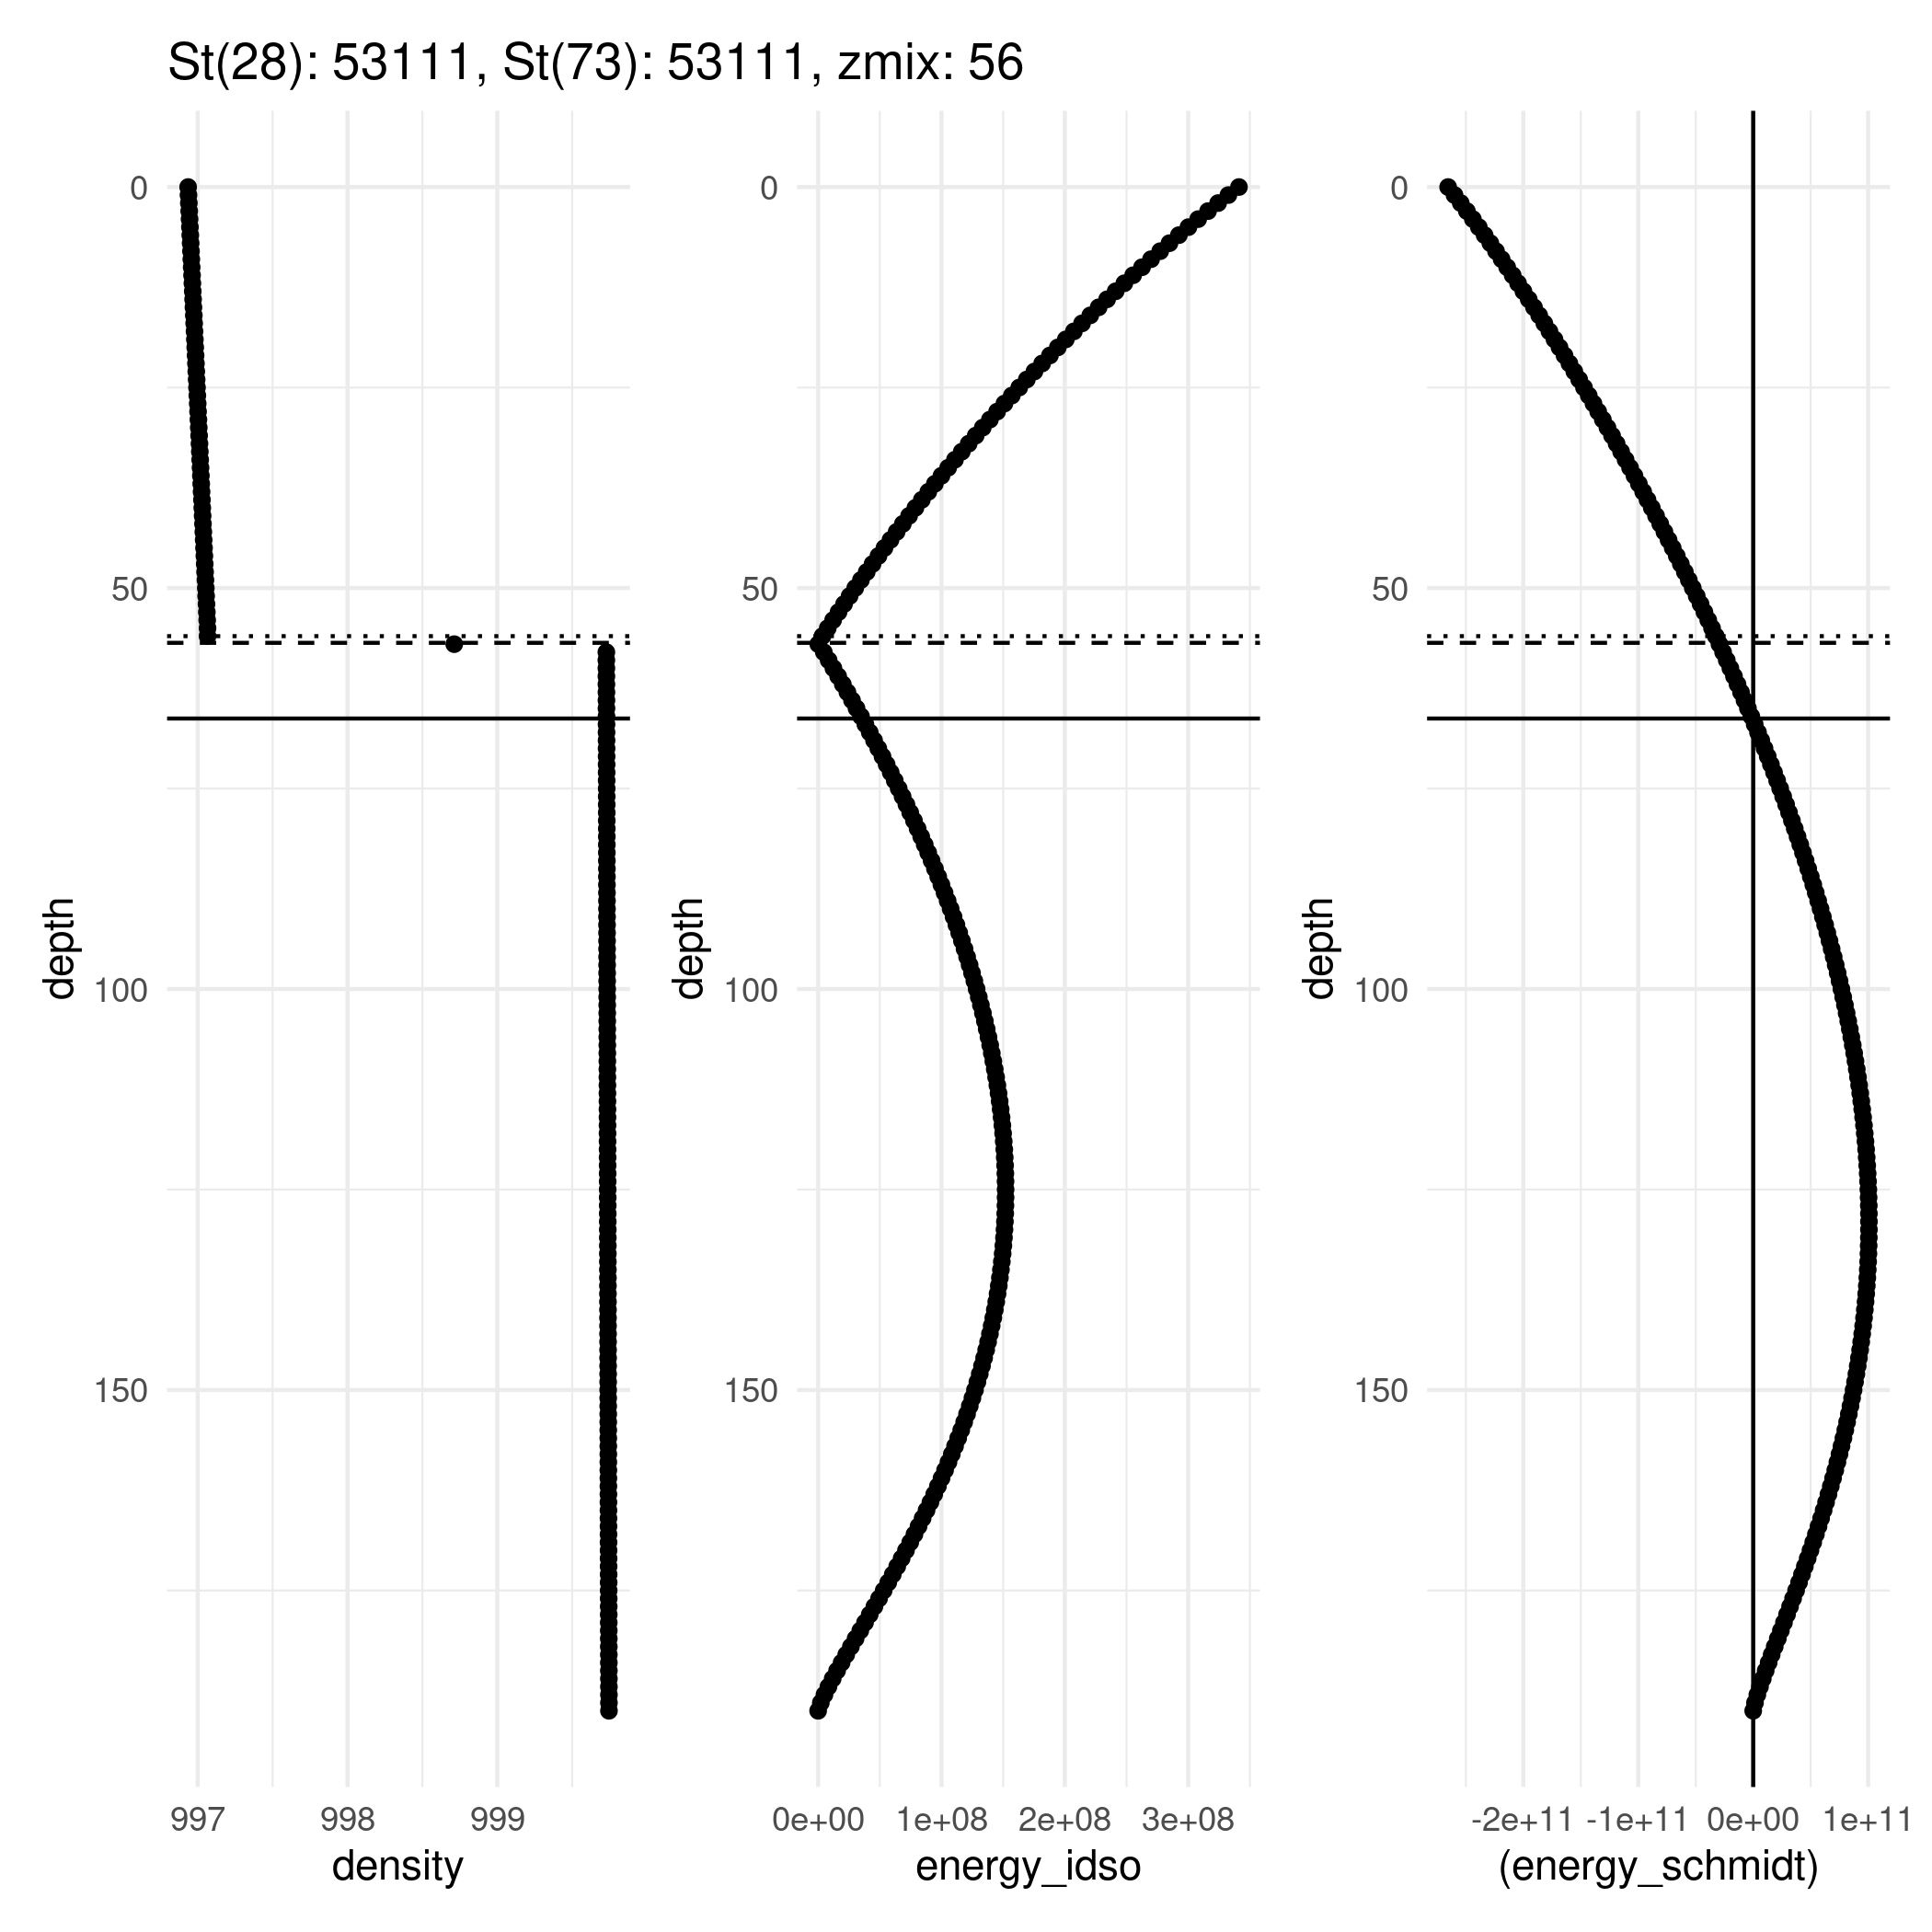 St(28): 53111, St(73): 53111, zmix: 56
depth
0
50
100
150
997 998 999
density
depth
0
50
100
150
0e+00 1e+08 2e+08 3e+08
energy_idso
depth
0
50
100
150
-2e+11 -1e+11 0e+00 1e+11
(energy_schmidt)